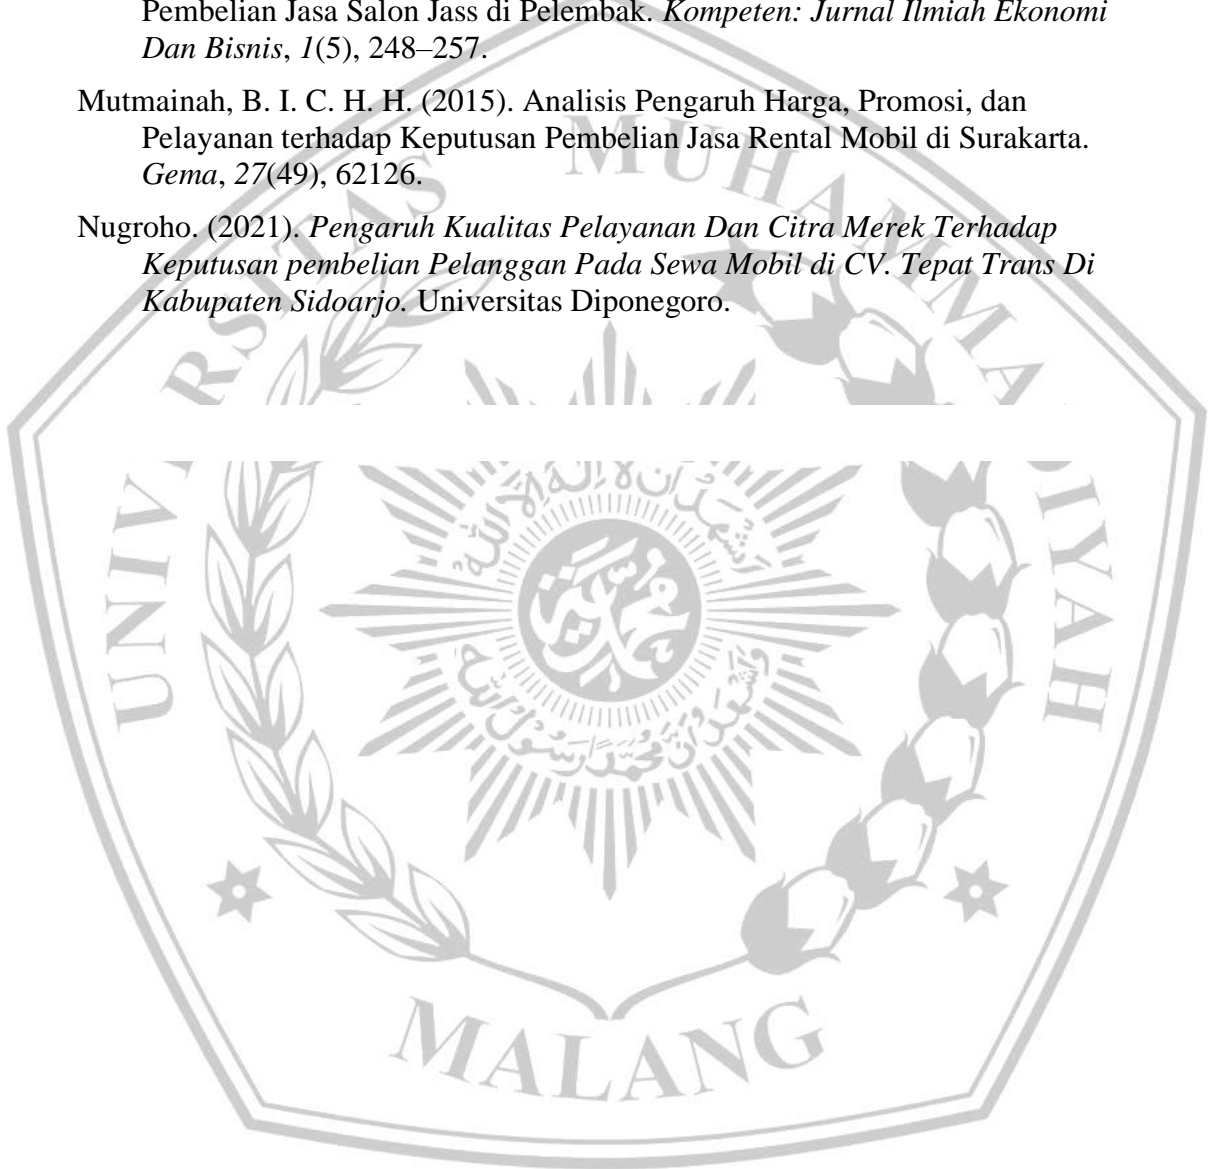 Pembelian Jasa Salon Jass di Pelembak. Kompeten: Jurnal Ilmiah Ekonomi
Dan Bisnis, 1(5), 248–257.
Mutmainah, B. I. C. H. H. (2015). Analisis Pengaruh Harga, Promosi, dan
Pelayanan terhadap Keputusan Pembelian Jasa Rental Mobil di Surakarta.
Gema, 27(49), 62126.
Nugroho. (2021). Pengaruh Kualitas Pelayanan Dan Citra Merek Terhadap
Keputusan pembelian Pelanggan Pada Sewa Mobil di CV. Tepat Trans Di
Kabupaten Sidoarjo. Universitas Diponegoro.
UNIVERSITAS MUHAMMADIYAH
MALANG